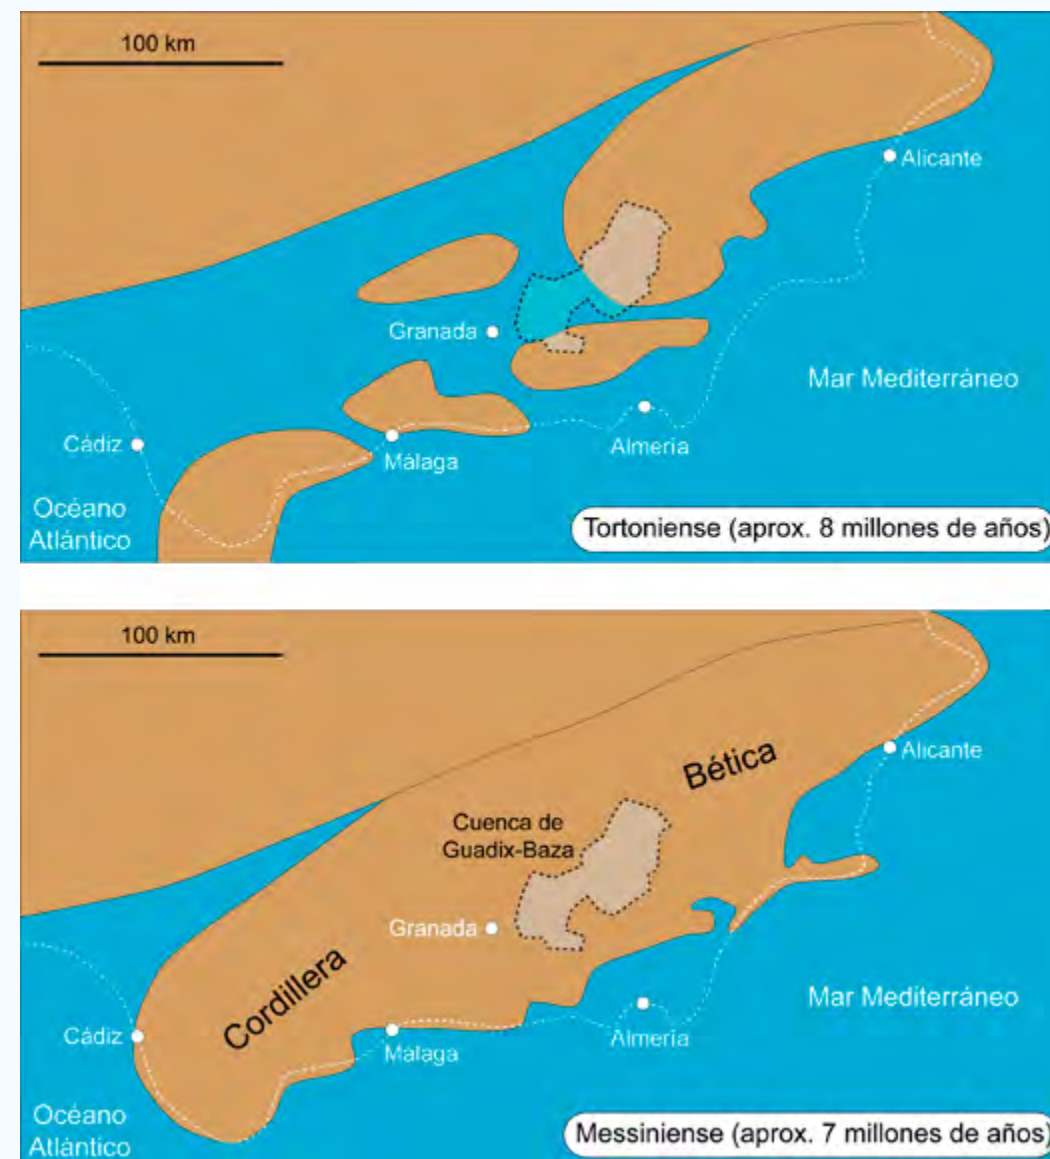 100 km
Alicante
Granada
Mar Mediterráneo
Cádiz
Málaga
Almería
Océano
Atlántico
Tortoniense (aprox. 8 millones de años)
100 km
Bética
Alicante
Cuenca de
Guadix-Baza
Granada
Cordillera
Mar Mediterráneo
Cádiz
Málaga
Almería
Océano
Atlántico
Messiniense (aprox. 7 millones de años)